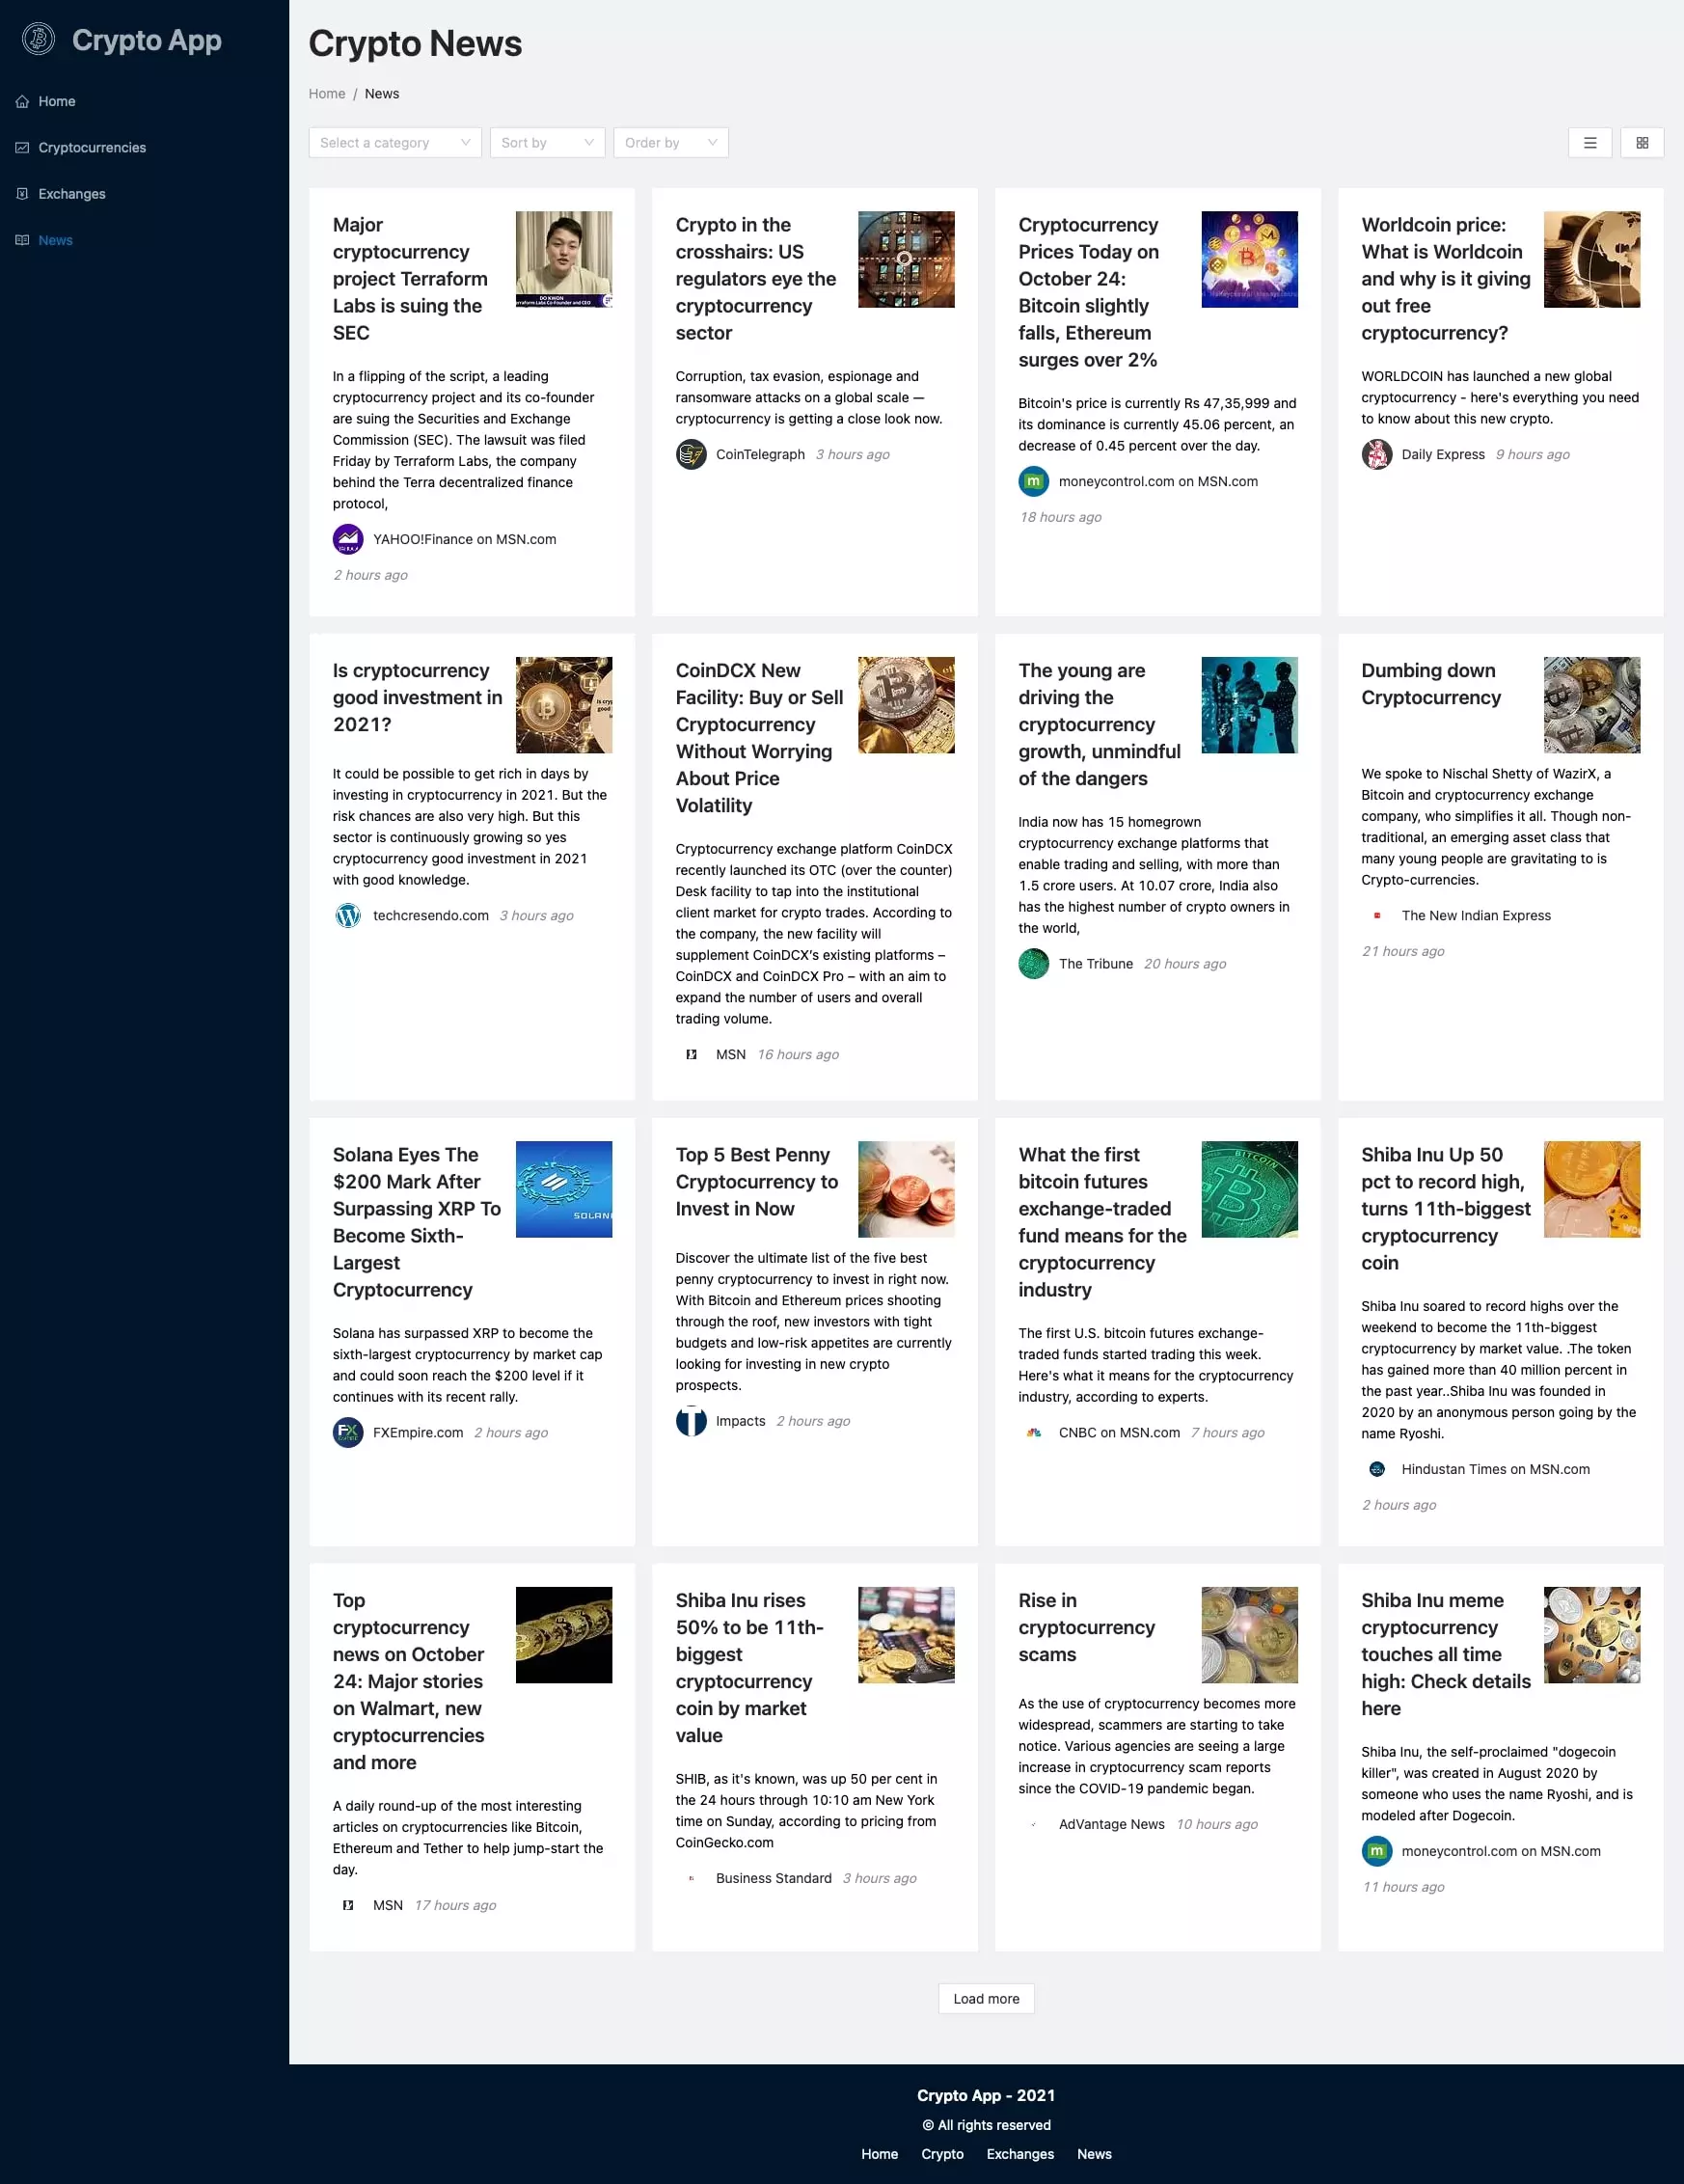 Crypto App
Home
Cryptocurrencies
Exchanges
News
Crypto News
Home / News
Select a category
Sort by
Order by
Major
cryptocurrency
project Terraform
Labs is suing the
SEC
DO KWON
Terraform Labs Co-Founder and CEO
In a flipping of the script, a leading
cryptocurrency project and its co-founder
are suing the Securities and Exchange
Commission (SEC). The lawsuit was filed
Friday by Terraform Labs, the company
behind the Terra decentralized finance
protocol,
YAHOO!Finance on MSN.com
2 hours ago
Crypto in the
crosshairs: US
regulators eye the
cryptocurrency
sector
Corruption, tax evasion, espionage and
ransomware attacks on a global scale —
cryptocurrency is getting a close look now.
CoinTelegraph 3 hours ago
Cryptocurrency
Prices Today on
October 24:
Bitcoin slightly
falls, Ethereum
surges over 2%
Bitcoin's price is currently Rs 47,35,999 and
its dominance is currently 45.06 percent, an
decrease of 0.45 percent over the day.
m
moneycontrol.com on MSN.com
18 hours ago
Worldcoin price:
What is Worldcoin
and why is it giving
out free
cryptocurrency?
WORLDCOIN has launched a new global
cryptocurrency - here's everything you need
to know about this new crypto.
Daily Express 9 hours ago
Is cryptocurrency
good investment in
2021?
It could be possible to get rich in days by
investing in cryptocurrency in 2021. But the
risk chances are also very high. But this
sector is continuously growing so yes
cryptocurrency good investment in 2021
with good knowledge.
techcresendo.com 3 hours ago
CoinDCX New
Facility: Buy or Sell
Cryptocurrency
Without Worrying
About Price
Volatility
Cryptocurrency exchange platform CoinDCX
recently launched its OTC (over the counter)
Desk facility to tap into the institutional
client market for crypto trades. According to
the company, the new facility will
supplement CoinDCX's existing platforms –
CoinDCX and CoinDCX Pro – with an aim to
expand the number of users and overall
trading volume.
MSN 16 hours ago
The young are
driving the
cryptocurrency
growth, unmindful
of the dangers
India now has 15 homegrown
cryptocurrency exchange platforms that
enable trading and selling, with more than
1.5 crore users. At 10.07 crore, India also
has the highest number of crypto owners in
the world,
The Tribune 20 hours ago
Dumbing down
Cryptocurrency
We spoke to Nischal Shetty of WazirX, a
Bitcoin and cryptocurrency exchange
company, who simplifies it all. Though non-
traditional, an emerging asset class that
many young people are gravitating to is
Crypto-currencies.
The New Indian Express
21 hours ago
Solana Eyes The
$200 Mark After
Surpassing XRP To
Become Sixth-
Largest
Cryptocurrency
Solana has surpassed XRP to become the
sixth-largest cryptocurrency by market cap
and could soon reach the $200 level if it
continues with its recent rally.
FX
FXEmpire.com 2 hours ago
Top 5 Best Penny
Cryptocurrency to
Invest in Now
Discover the ultimate list of the five best
penny cryptocurrency to invest in right now.
With Bitcoin and Ethereum prices shooting
through the roof, new investors with tight
budgets and low-risk appetites are currently
looking for investing in new crypto
prospects.
Impacts 2 hours ago
What the first
bitcoin futures
exchange-traded
fund means for the
cryptocurrency
industry
BITCOIN
The first U.S. bitcoin futures exchange-
traded funds started trading this week.
Here's what it means for the cryptocurrency
industry, according to experts.
CNBC on MSN.com 7 hours ago
Shiba Inu Up 50
pct to record high,
turns 11th-biggest
cryptocurrency
coin
Shiba Inu soared to record highs over the
weekend to become the 11th-biggest
cryptocurrency by market value. .The token
has gained more than 40 million percent in
the past year..Shiba Inu was founded in
2020 by an anonymous person going by the
name Ryoshi.
Hindustan Times on MSN.com
2 hours ago
Top
cryptocurrency
news on October
24: Major stories
on Walmart, new
cryptocurrencies
and more
A daily round-up of the most interesting
articles on cryptocurrencies like Bitcoin,
Ethereum and Tether to help jump-start the
day.
MSN 17 hours ago
Shiba Inu rises
50% to be 11th-
biggest
cryptocurrency
coin by market
value
SHIB, as it's known, was up 50 per cent in
the 24 hours through 10:10 am New York
time on Sunday, according to pricing from
CoinGecko.com
Business Standard 3 hours ago
Rise in
cryptocurrency
scams
As the use of cryptocurrency becomes more
widespread, scammers are starting to take
notice. Various agencies are seeing a large
increase in cryptocurrency scam reports
since the COVID-19 pandemic began.
AdVantage News 10 hours ago
Shiba Inu meme
cryptocurrency
touches all time
high: Check details
here
Shiba Inu, the self-proclaimed "dogecoin
killer", was created in August 2020 by
someone who uses the name Ryoshi, and is
modeled after Dogecoin.
m
moneycontrol.com on MSN.com
11 hours ago
Load more
Crypto App - 2021
© All rights reserved
Home Crypto Exchanges News